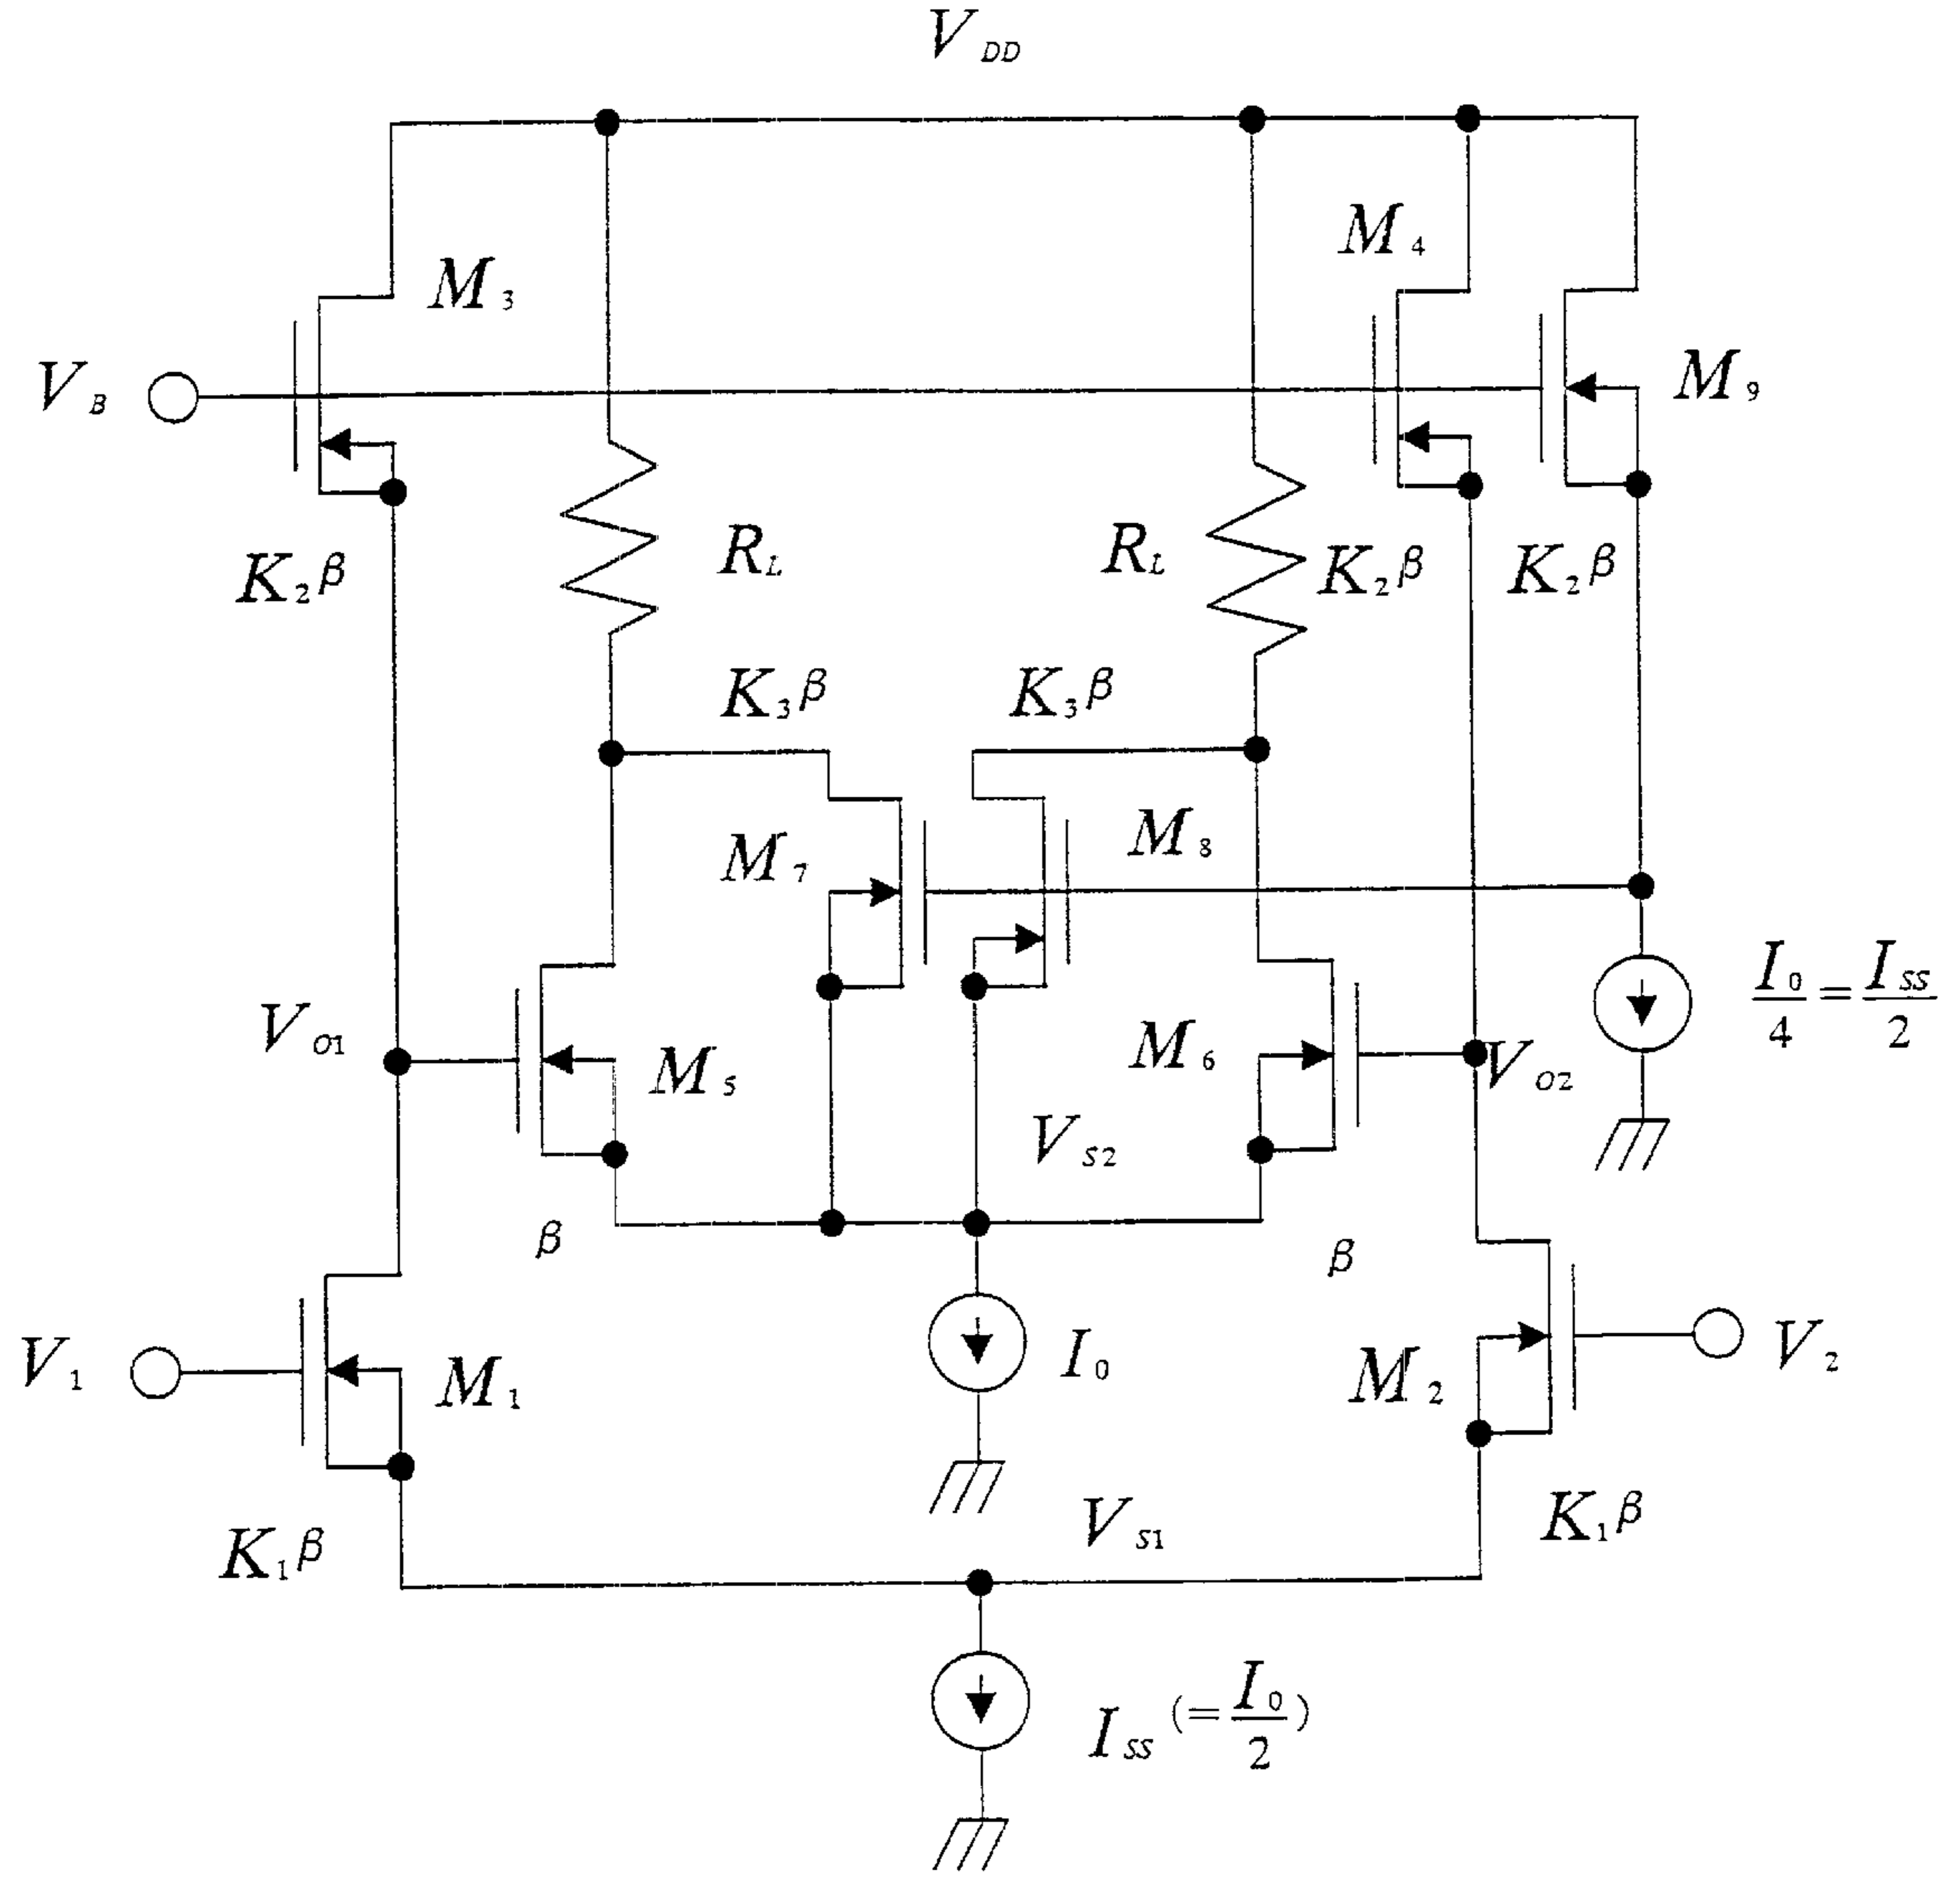 V_DD
M_4
M_3
V_B
M_9
K_2β
R_L
R_L
K_2β
K_2β
K_3β
K_3β
M_7
M_8
V_O1
M_5
M_6
V_O2
I_0/4 = I_SS/2
V_S2
β
β
V_1
M_1
I_0
M_2
V_2
K_1β
V_S1
K_1β
I_SS (= I_0/2)